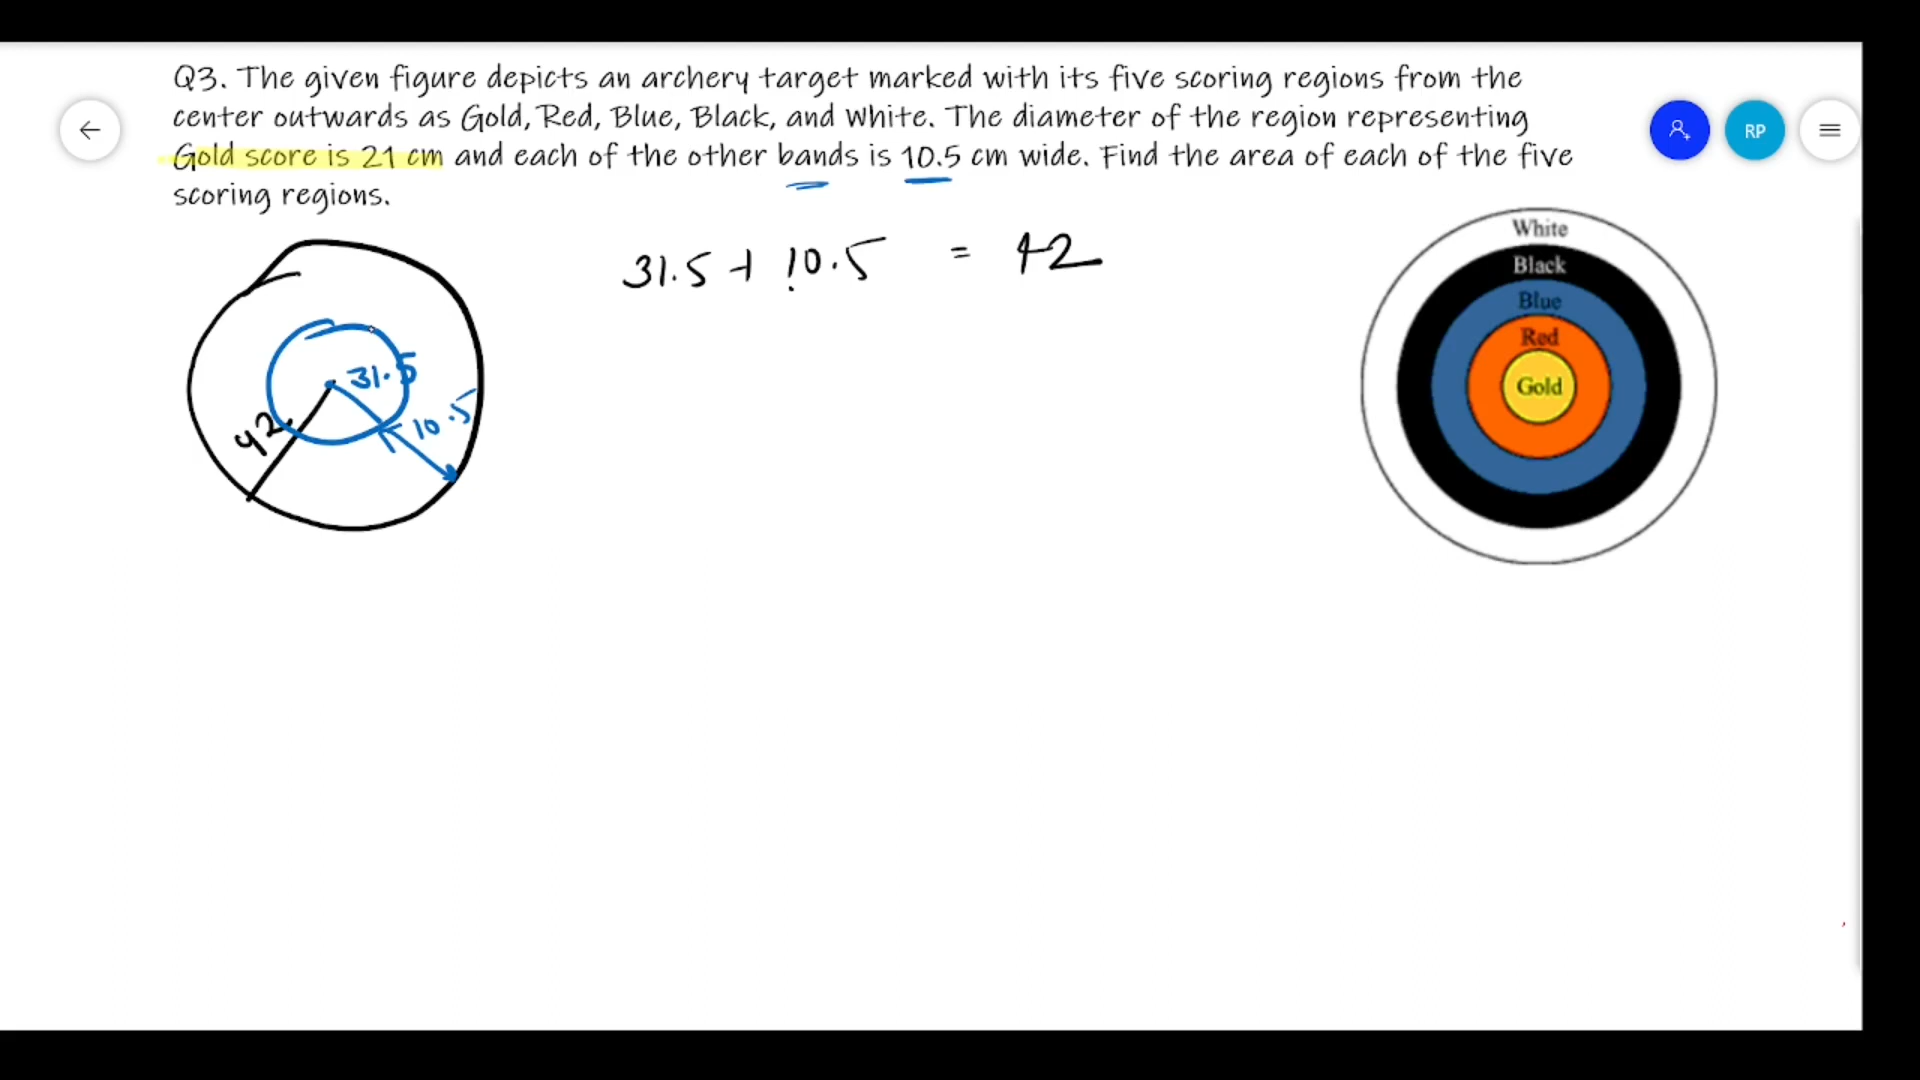 Q3. The given figure depicts an archery target marked with its five scoring regions from the
center outwards as Gold, Red, Blue, Black, and White. The diameter of the region representing
Gold score is 21 cm and each of the other bands is 10.5 cm wide. Find the area of each of the five
scoring regions.
RP
31.5 + 10.5 = 42
White
Black
Blue
Red
Gold
31.5
10.5
42